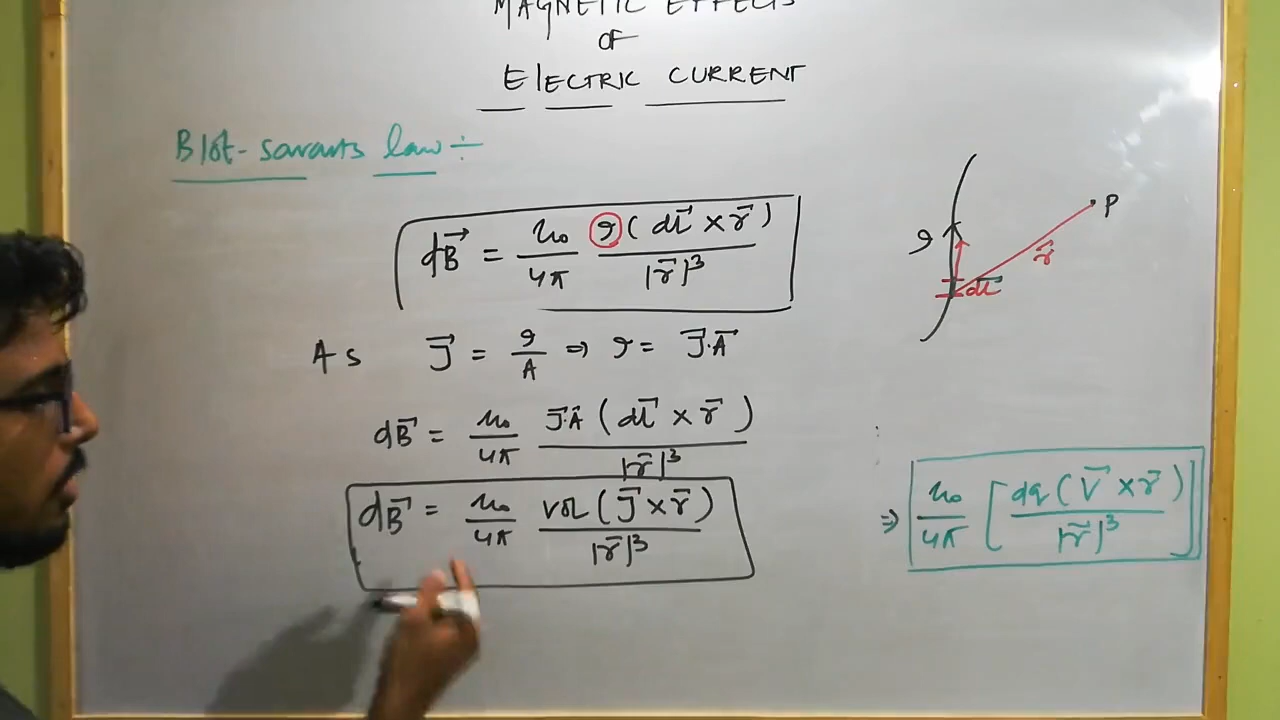 MAGNETIC EFFECTS
OF
ELECTRIC CURRENT
Biot-savarts law ÷
dB⃗ = μ₀/4π I(dl⃗ × r⃗)/|r⃗|³
As J⃗ = I/A ⇒ I = J⃗·A⃗
dB⃗ = μ₀/4π J⃗·A⃗(dl⃗ × r⃗)/|r⃗|³
dB⃗ = μ₀/4π vol(J⃗ × r⃗)/|r⃗|³
I
P
r⃗
dl⃗
⇒ μ₀/4π [dq(V⃗ × r⃗)/|r⃗|³]